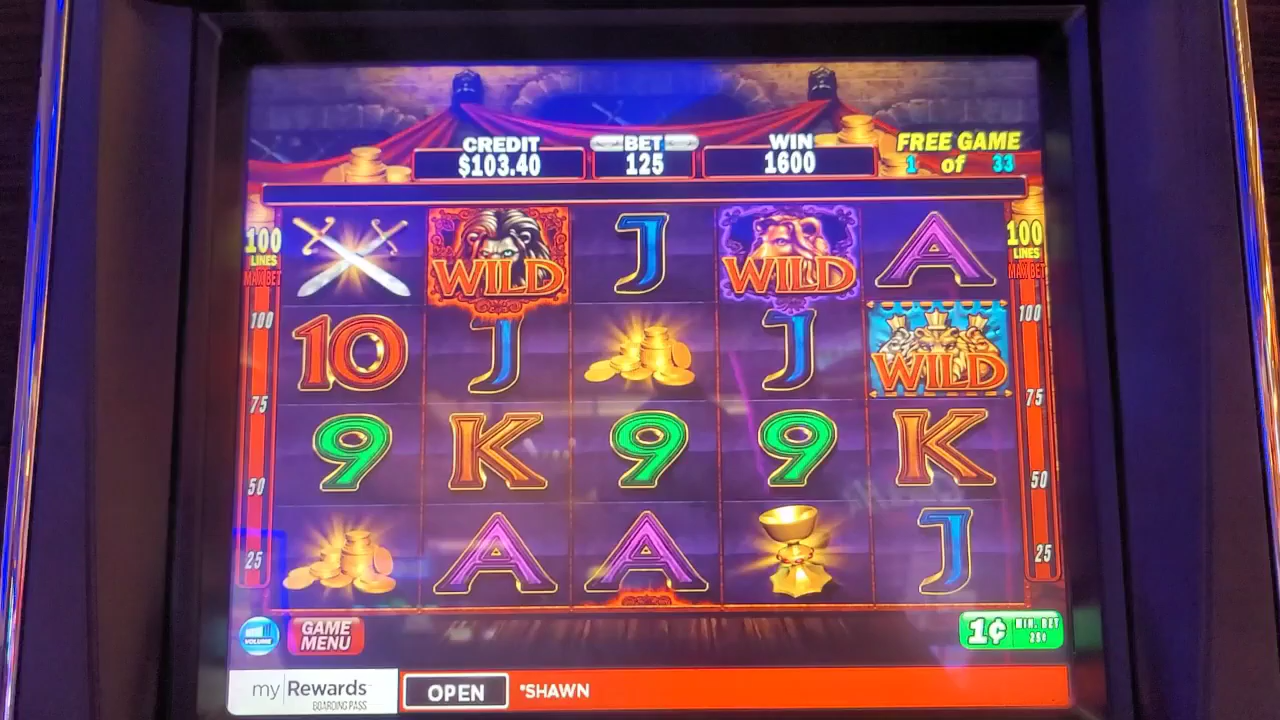 CREDIT
$103.40
BET
125
WIN
1600
FREE GAME
1 of 33
100
LINES
MAX BET
100
75
50
25
100
LINES
MAX BET
100
75
50
25
WILD
J
WILD
A
10
J
J
WILD
9
K
9
9
K
A
A
J
VOLUME
GAME
MENU
1¢
MIN. BET
25¢
my Rewards
BOARDING PASS
OPEN
*SHAWN